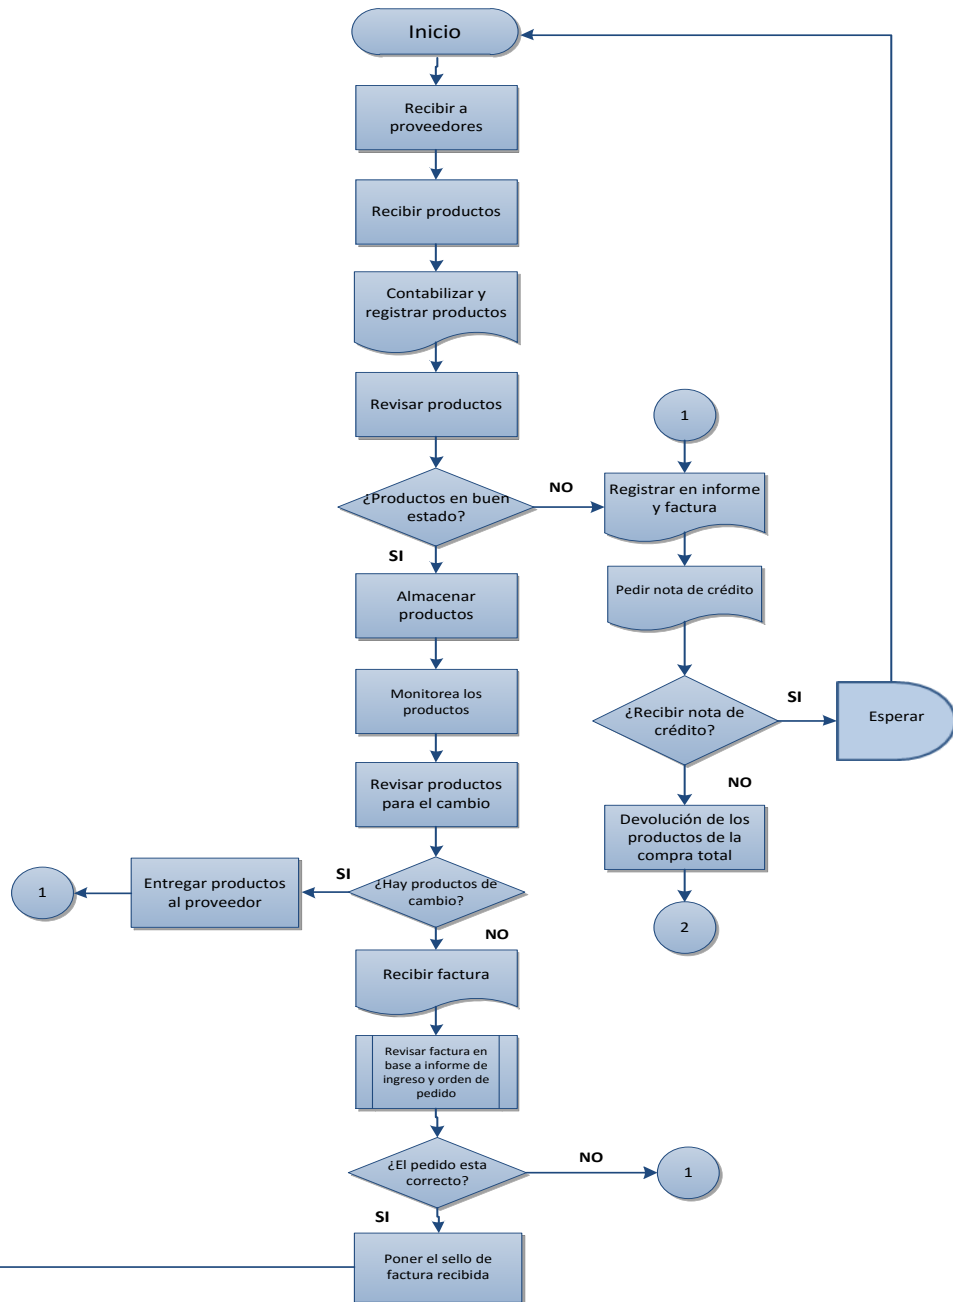 Inicio
Recibir a
proveedores
Recibir productos
Contabilizar y
registrar productos
Revisar productos
1
¿Productos en buen
estado?
NO
Registrar en informe
y factura
SI
Pedir nota de crédito
Almacenar
productos
Monitorea los
productos
¿Recibir nota de
crédito?
SI
Esperar
NO
Revisar productos
para el cambio
Devolución de los
productos de la
compra total
2
¿Hay productos de
cambio?
SI
Entregar productos
al proveedor
1
NO
Recibir factura
Revisar factura en
base a informe de
ingreso y orden de
pedido
¿El pedido esta
correcto?
NO
1
SI
Poner el sello de
factura recibida